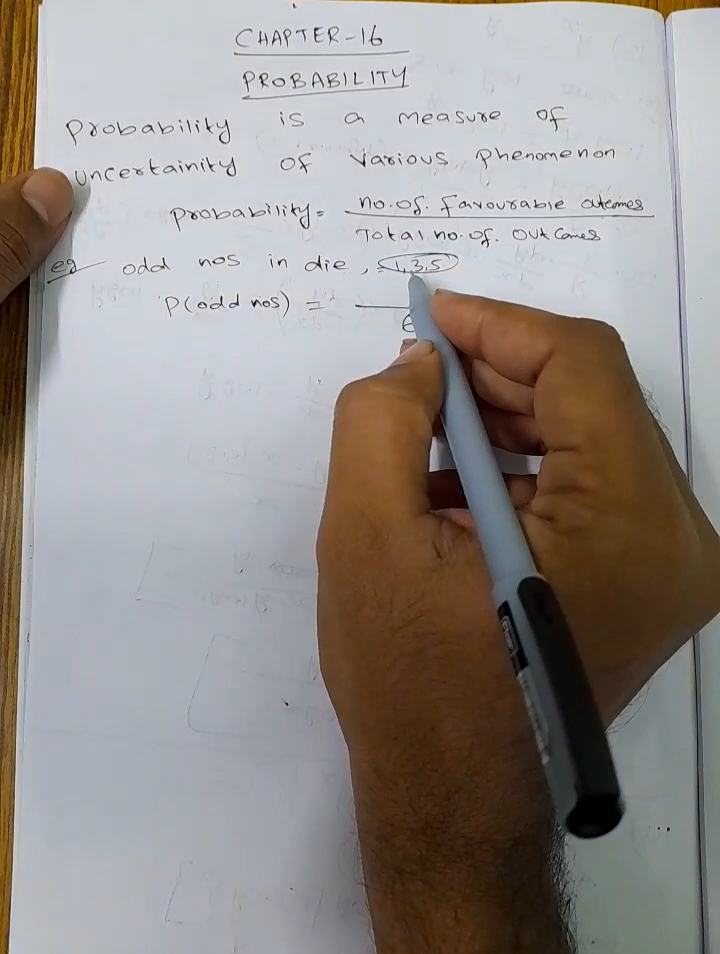 CHAPTER-16
PROBABILITY
Probability is a measure of
uncertainity of various phenomenon
probability = no. of. favourable outcomes
Total no. of. outcomes
eg odd nos in die, = 1,3,5
P(odd nos) =
6